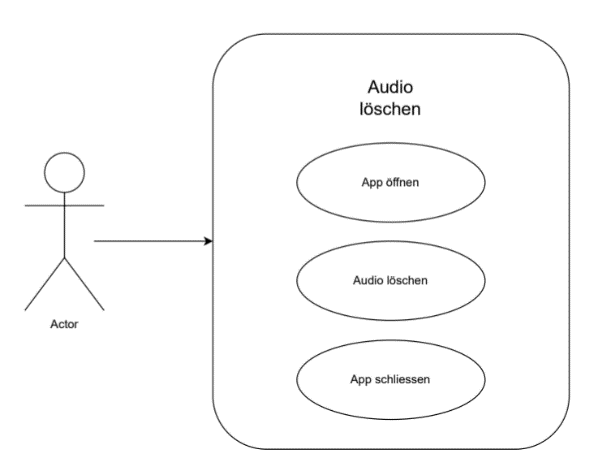 Audio
löschen
App öffnen
Audio löschen
App schliessen
Actor